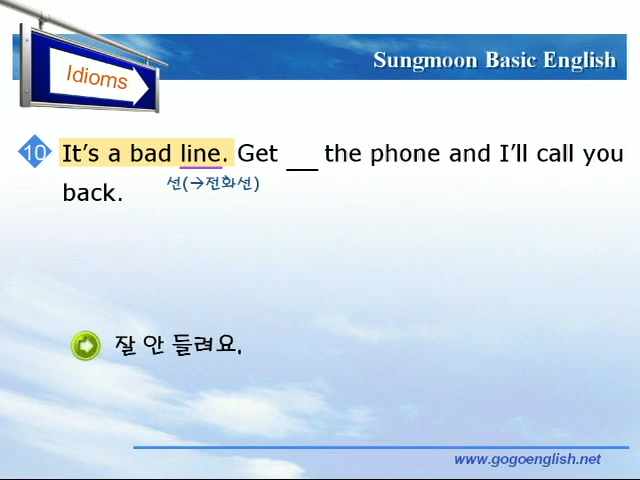 Idioms
Sungmoon Basic English
10 It's a bad line. Get ___ the phone and I'll call you
선(→전화선)
back.
잘 안 들려요.
www.gogoenglish.net